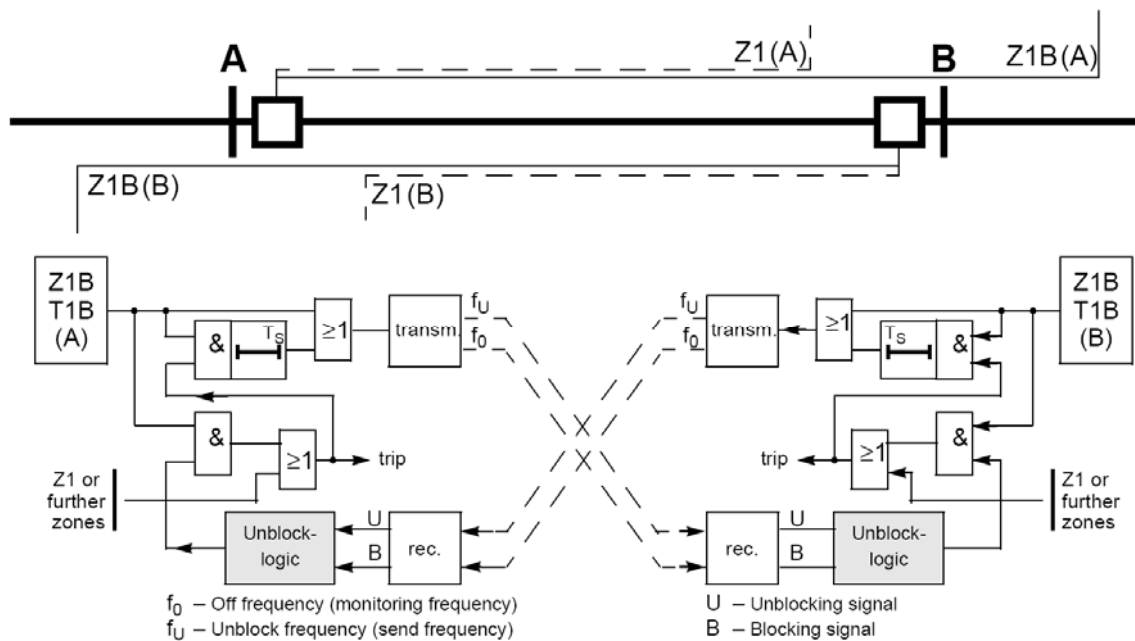 A
Z1(A)
B
Z1B(A)
Z1B(B)
Z1(B)
Z1B
T1B
(A)
&
TS
≥1
transm.
fU
f0
fU
f0
transm.
≥1
TS
&
Z1B
T1B
(B)
&
≥1
trip
trip
≥1
&
Z1 or
further
zones
Z1 or
further
zones
Unblock-
logic
U
B
rec.
rec.
U
B
Unblock-
logic
f0 – Off frequency (monitoring frequency)
fU – Unblock frequency (send frequency)
U – Unblocking signal
B – Blocking signal